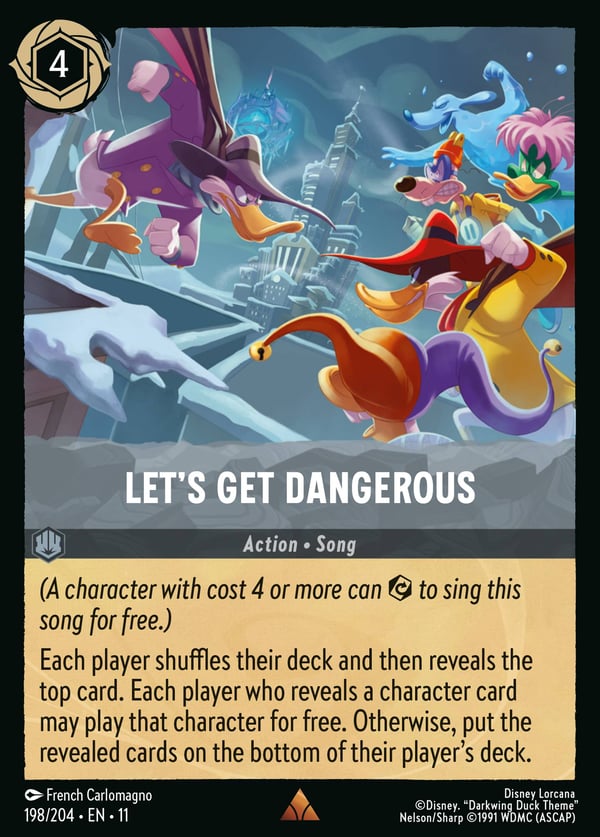 4
LET'S GET DANGEROUS
Action • Song
(A character with cost 4 or more can to sing this
song for free.)
Each player shuffles their deck and then reveals the
top card. Each player who reveals a character card
may play that character for free. Otherwise, put the
revealed cards on the bottom of their player's deck.
French Carlomagno
198/204 • EN • 11
Disney Lorcana
©Disney. “Darkwing Duck Theme”
Nelson/Sharp ©1991 WDMC (ASCAP)